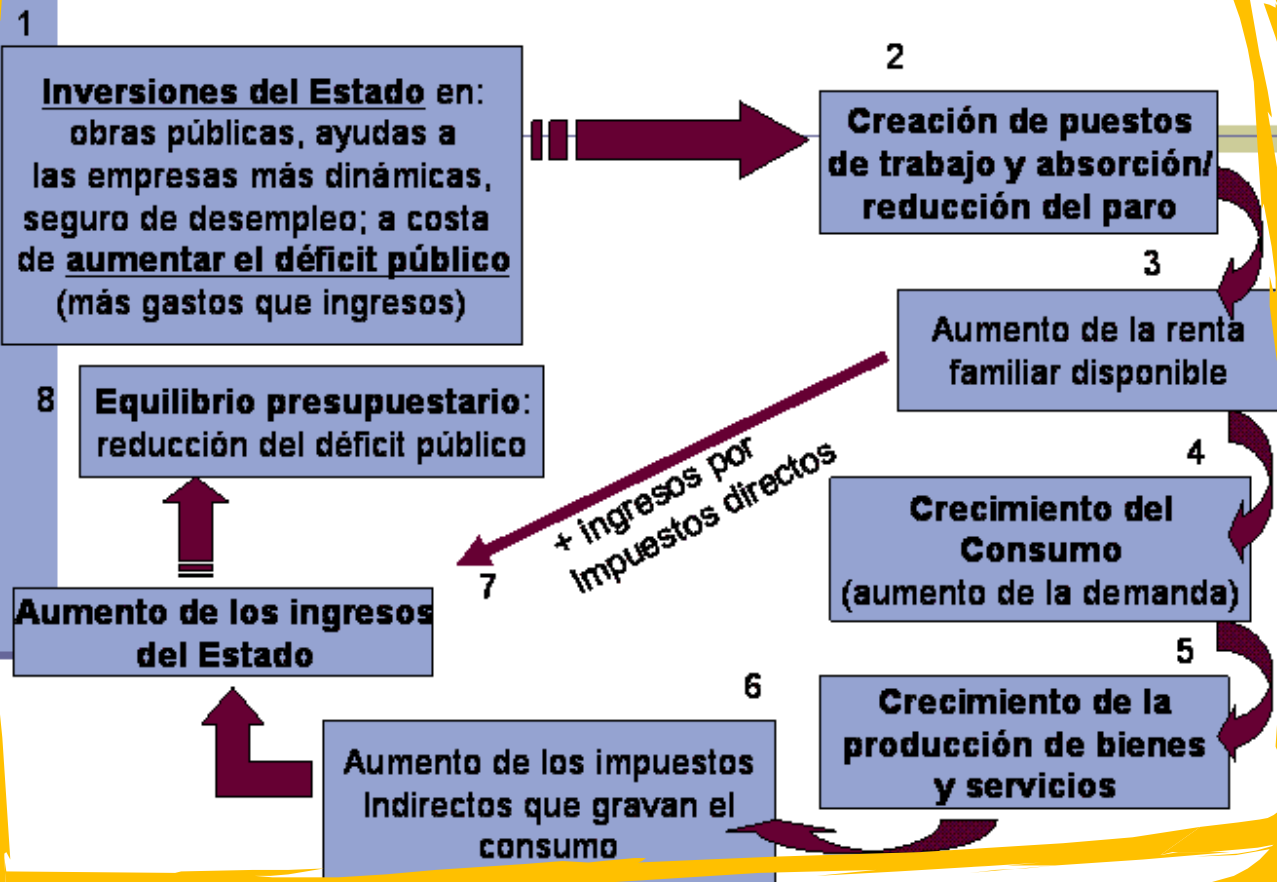 1
Inversiones del Estado en:
obras públicas, ayudas a
las empresas más dinámicas,
seguro de desempleo; a costa
de aumentar el déficit público
(más gastos que ingresos)
2
Creación de puestos
de trabajo y absorción/
reducción del paro
3
Aumento de la renta
familiar disponible
4
Crecimiento del
Consumo
(aumento de la demanda)
5
Crecimiento de la
producción de bienes
y servicios
6
Aumento de los impuestos
Indirectos que gravan el
consumo
+ ingresos por
Impuestos directos
7
Aumento de los ingresos
del Estado
8
Equilibrio presupuestario:
reducción del déficit público